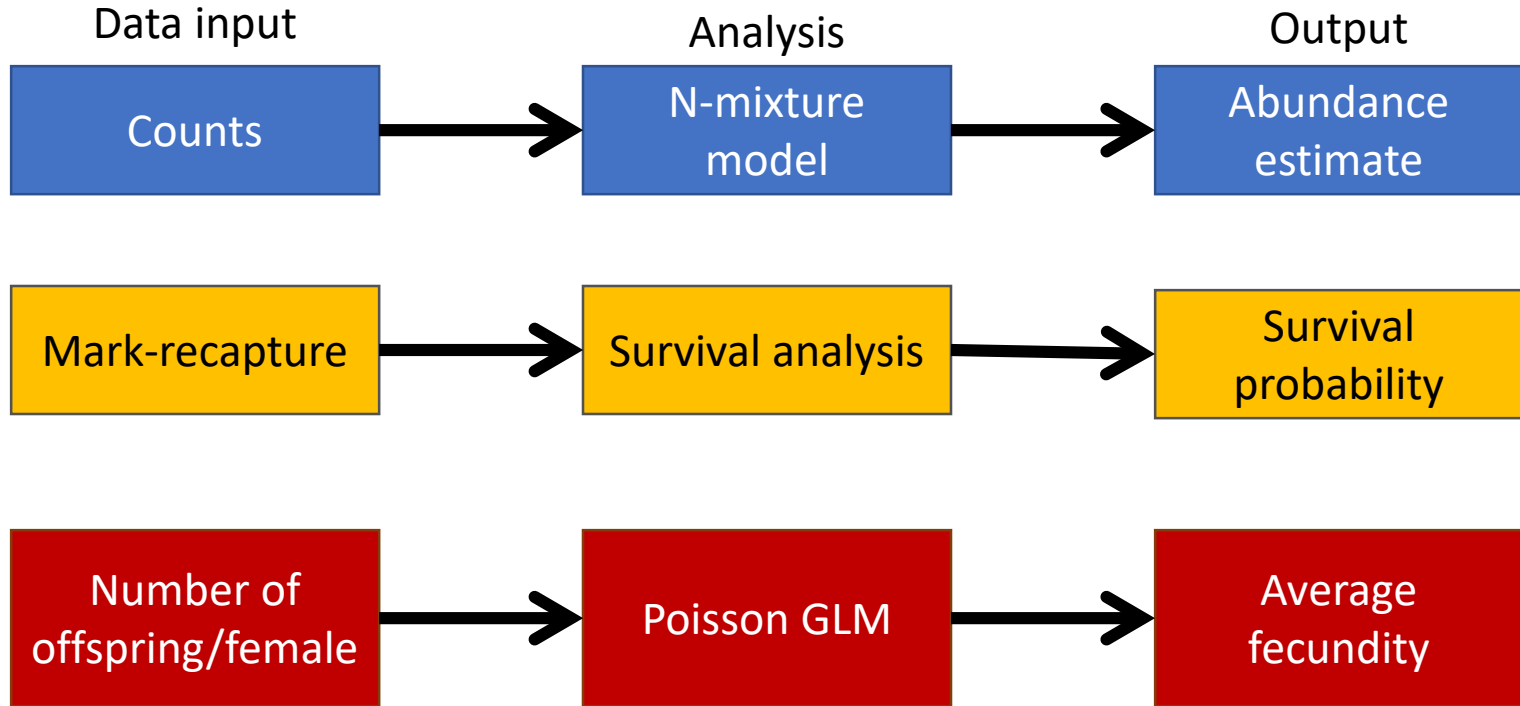 Data input
Analysis
Output
Counts
N-mixture
model
Abundance
estimate
Mark-recapture
Survival analysis
Survival
probability
Number of
offspring/female
Poisson GLM
Average
fecundity